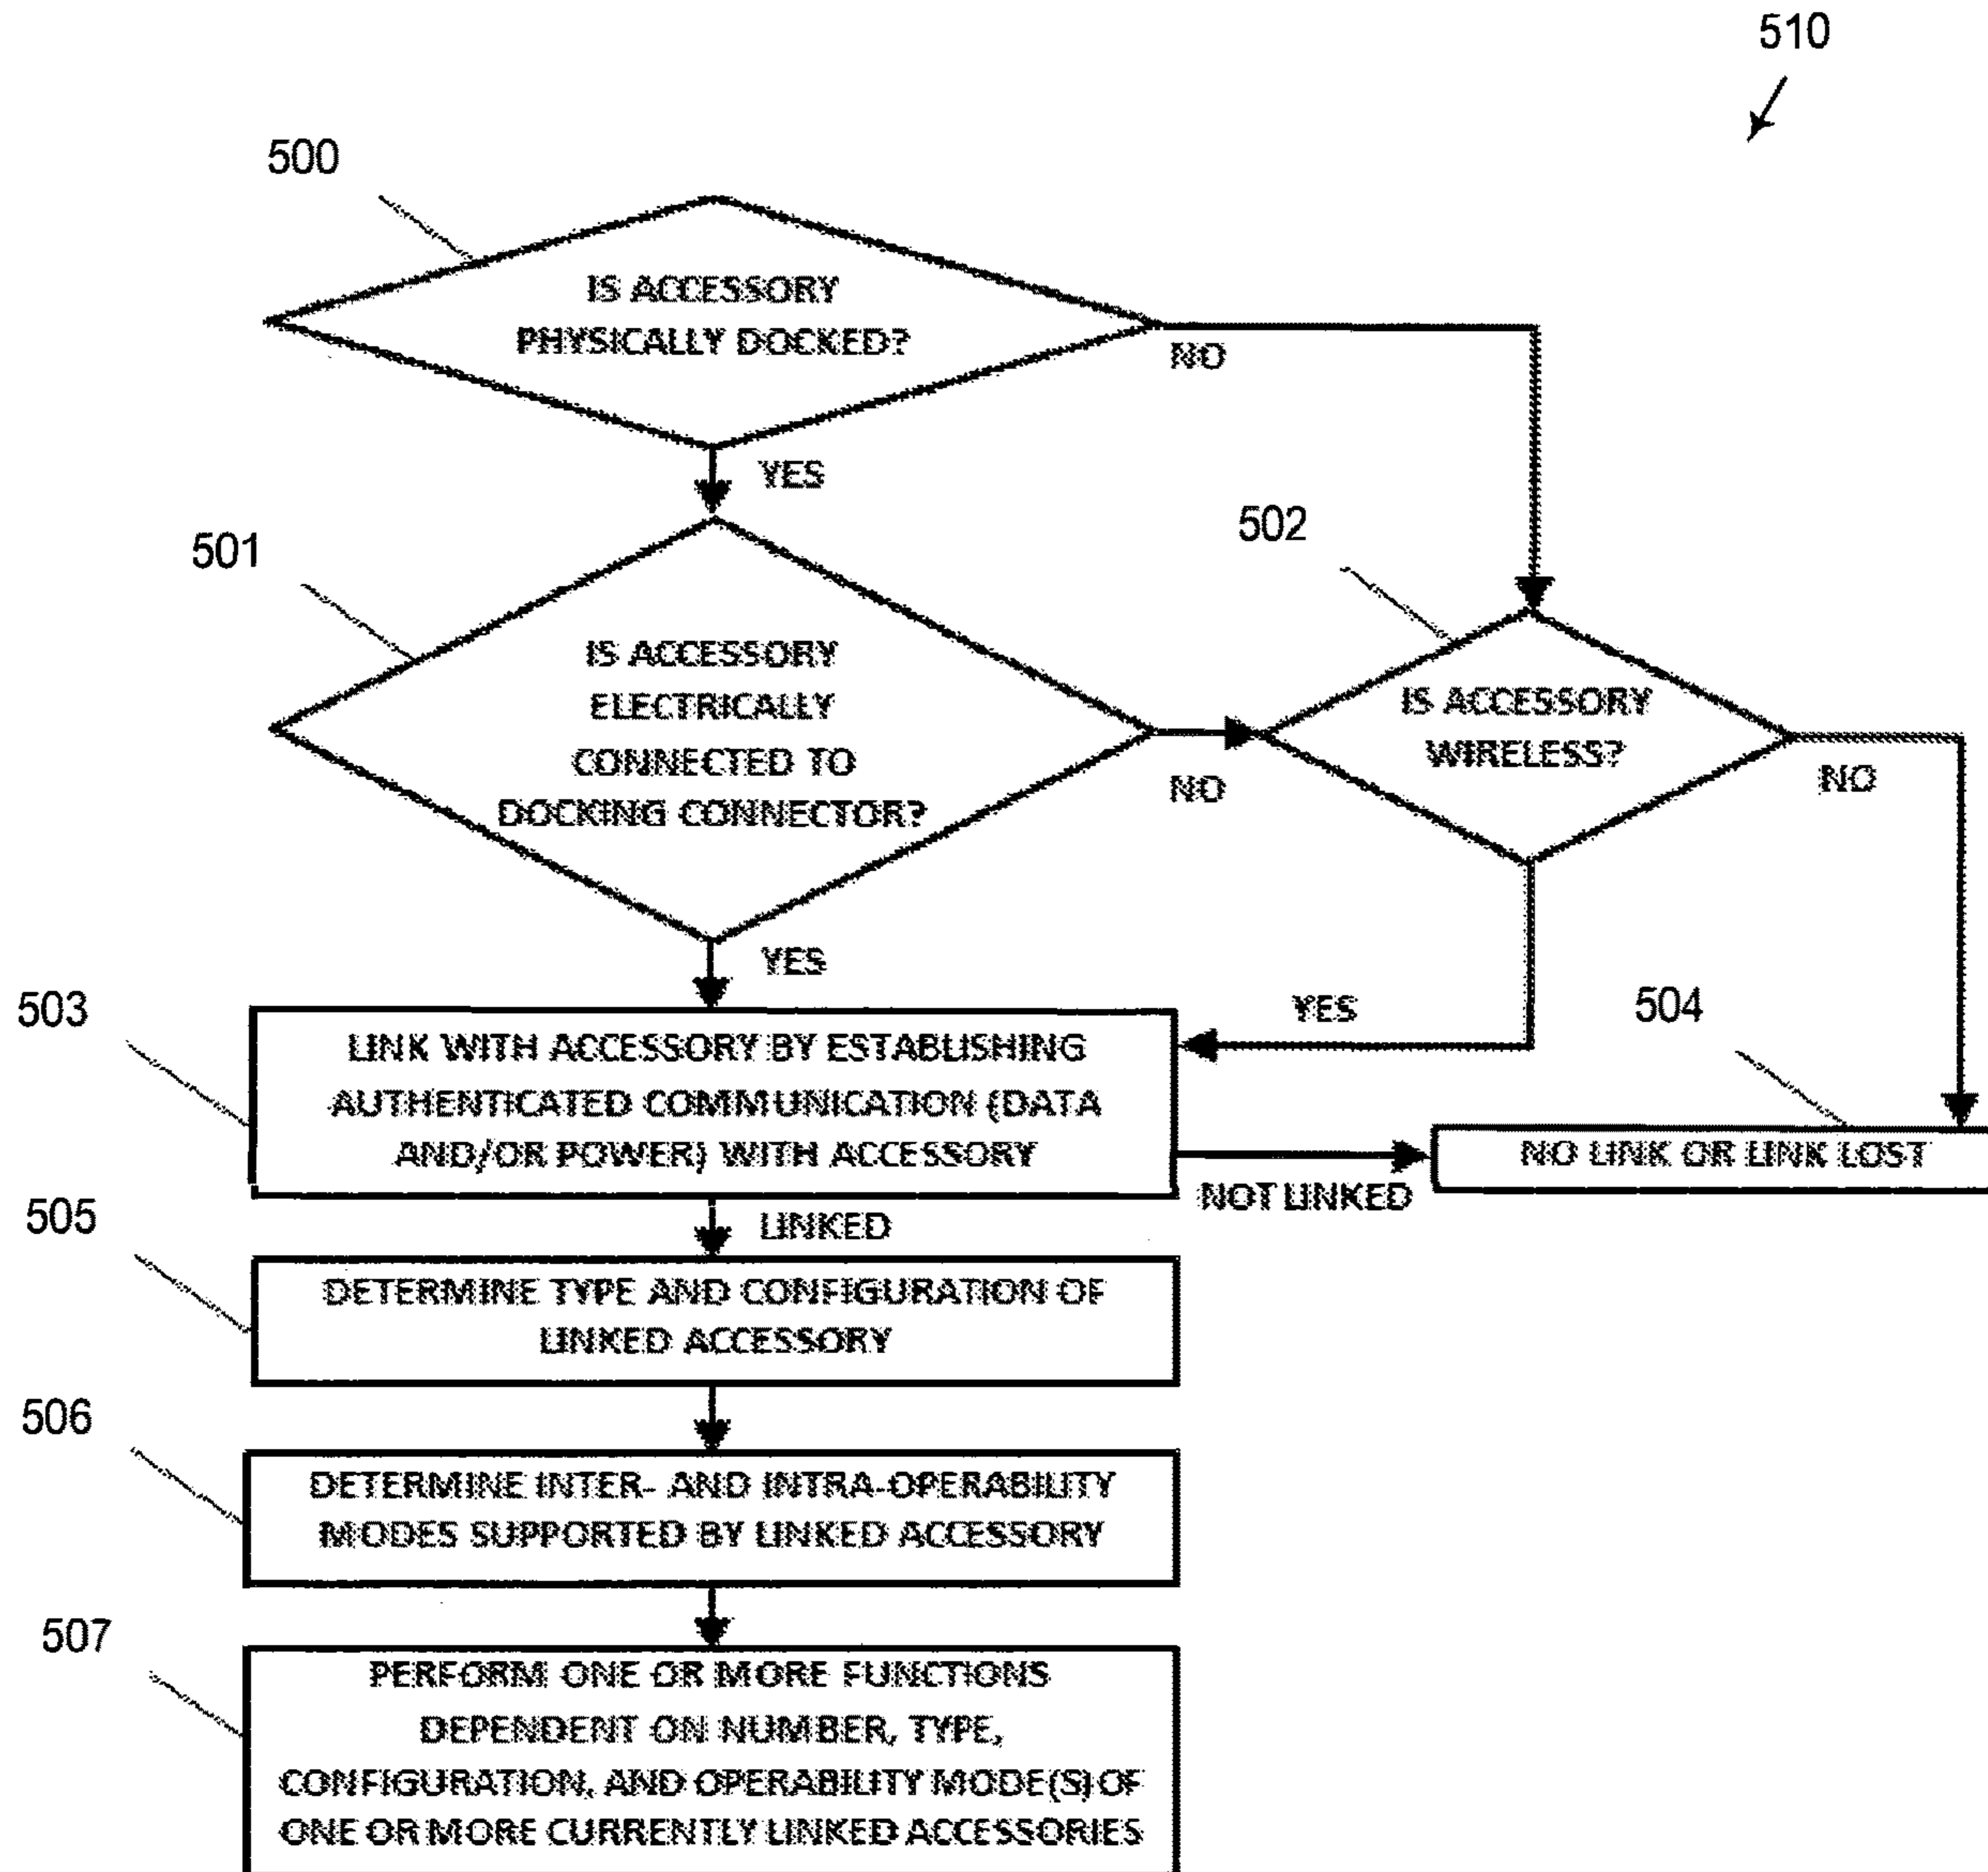 510
500
IS ACCESSORY
PHYSICALLY DOCKED?
NO
YES
501
502
IS ACCESSORY
ELECTRICALLY
CONNECTED TO
DOCKING CONNECTOR?
NO
IS ACCESSORY
WIRELESS?
NO
YES
YES
503
504
LINK WITH ACCESSORY BY ESTABLISHING
AUTHENTICATED COMMUNICATION (DATA
AND/OR POWER) WITH ACCESSORY
NO LINK OR LINK LOST
NOT LINKED
LINKED
505
DETERMINE TYPE AND CONFIGURATION OF
LINKED ACCESSORY
506
DETERMINE INTER- AND INTRA-OPERABILITY
MODES SUPPORTED BY LINKED ACCESSORY
507
PERFORM ONE OR MORE FUNCTIONS
DEPENDENT ON NUMBER, TYPE,
CONFIGURATION, AND OPERABILITY MODE(S) OF
ONE OR MORE CURRENTLY LINKED ACCESSORIES